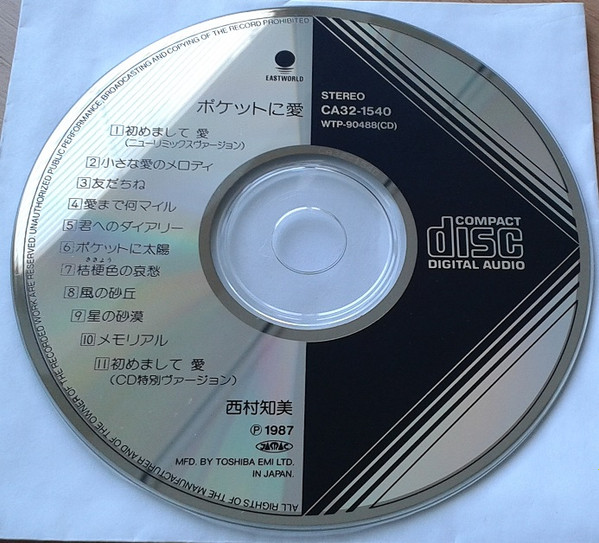 EASTWORLD
ポケットに愛
STEREO
CA32-1540
WTP-90488(CD)
1 初めまして 愛
(ニューリミックスヴァージョン)
2 小さな愛のメロディ
3 友だちね
4 愛まで何マイル
5 君へのダイアリー
6 ポケットに太陽
ききょう
7 桔梗色の哀愁
8 風の砂丘
9 星の砂漠
10 メモリアル
11 初めまして 愛
(CD特別ヴァージョン)
COMPACT
disc
DIGITAL AUDIO
西村知美
Ⓟ 1987
JASRAC
MFD. BY TOSHIBA EMI LTD.
IN JAPAN.
ALL RIGHTS OF THE MANUFACTURER AND OF THE OWNER OF THE RECORDED WORK ARE RESERVED. UNAUTHORIZED PUBLIC PERFORMANCE, BROADCASTING AND COPYING OF THE RECORD PROHIBITED